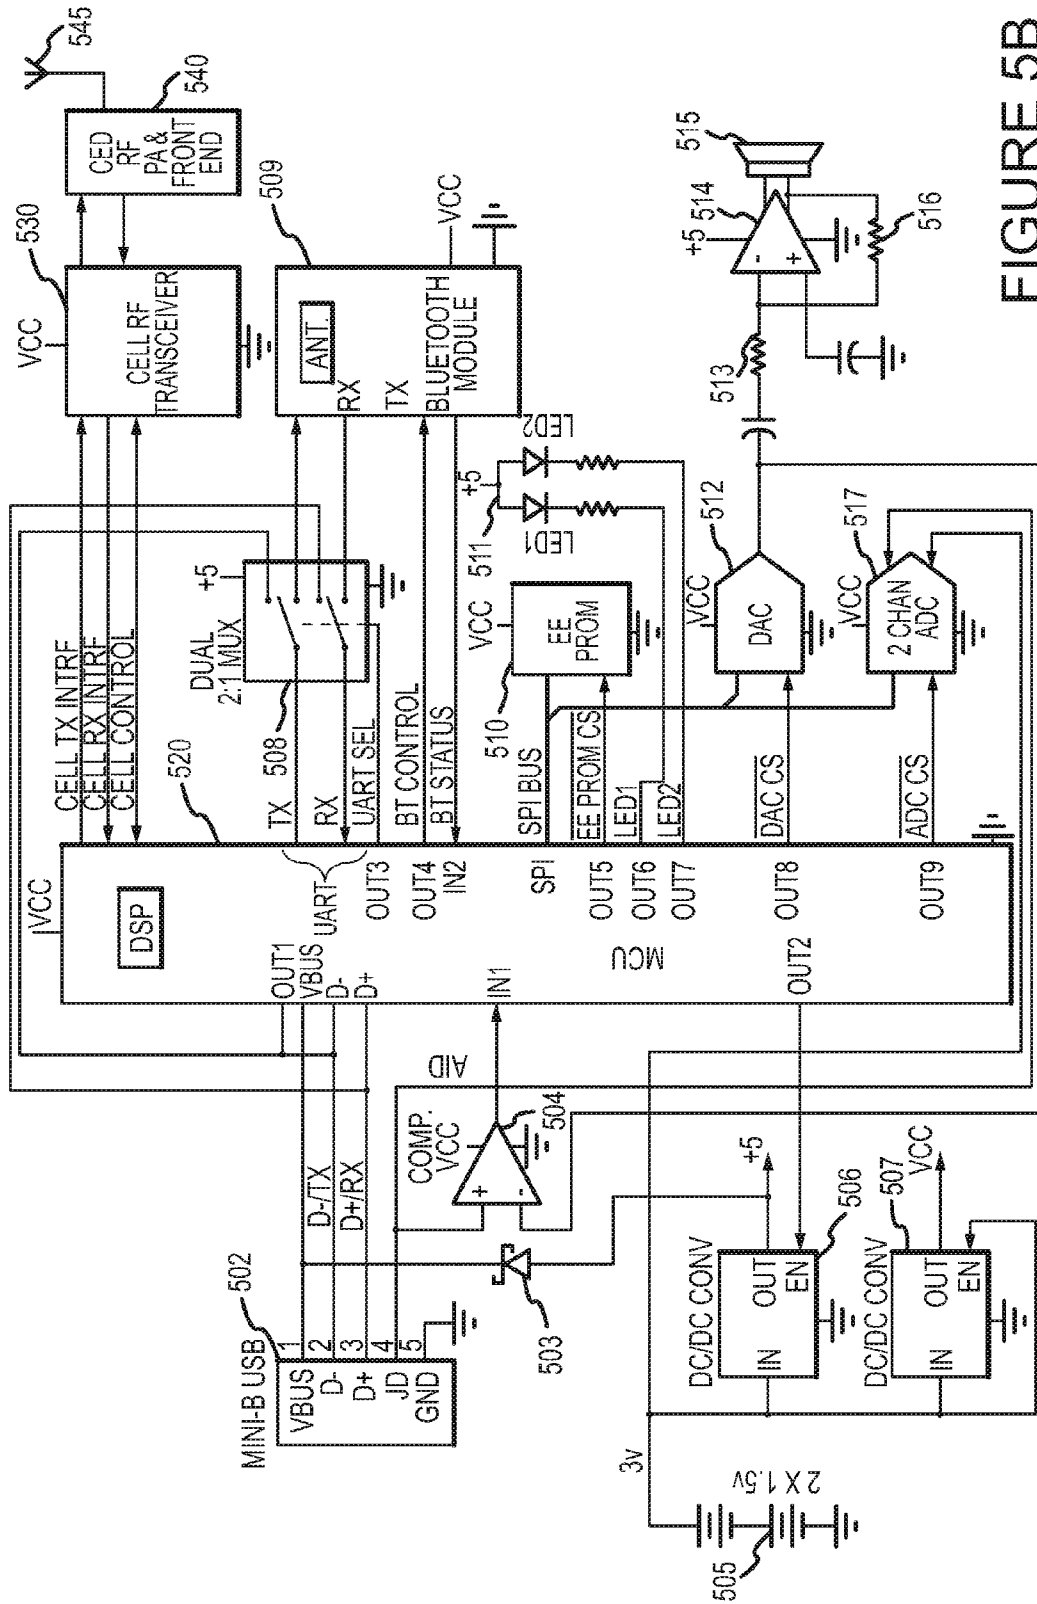 545
540
CED
RF
PA &
FRONT
END
530
VCC
CELL RF
TRANSCEIVER
509
ANT.
RX
TX
BLUETOOTH
MODULE
VCC
CELL TX INTRF
CELL RX INTRF
CELL CONTROL
DUAL
2:1 MUX
+5
508
TX
RX
UART SEL
BT CONTROL
BT STATUS
SPI BUS
EE PROM CS
LED1
LED2
DAC CS
ADC CS
510
VCC
EE
PROM
511
+5
LED1
LED2
512
VCC
DAC
517
VCC
2 CHAN
ADC
513
+5
514
-
+
515
516
520
VCC
DSP
OUT1
VBUS
D-
D+
UART
OUT3
OUT4
IN2
IN1
SPI
OUT5
OUT6
OUT7
MCU
OUT2
OUT8
OUT9
AID
MINI-B USB
502
VBUS
D-
D+
JD
GND
1
2
3
4
5
D-/TX
D+/RX
COMP.
VCC
504
+
-
503
DC/DC CONV
IN
OUT
EN
506
+5
DC/DC CONV
IN
OUT
EN
507
VCC
3v
2 X 1.5v
505
FIGURE 5B